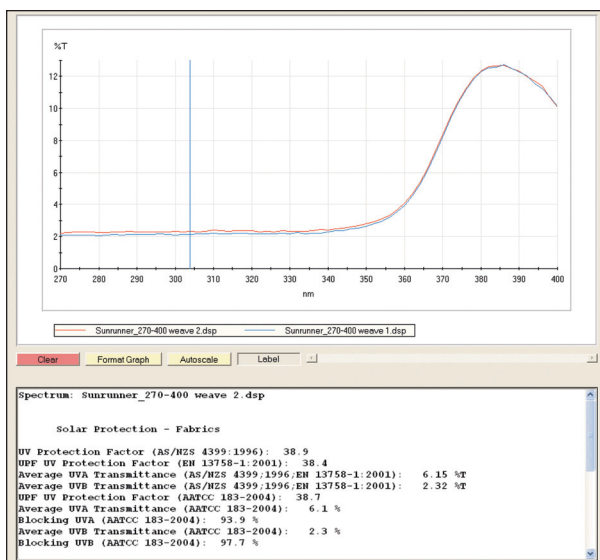 %T
12
10
8
6
4
2
0
270 280 290 300 310 320 330 340 350 360 370 380 390 400
nm
Sunrunner_270-400 weave 2.dsp Sunrunner_270-400 weave 1.dsp
Clear Format Graph Autoscale Label
Spectrum: Sunrunner_270-400 weave 2.dsp
Solar Protection - Fabrics
UV Protection Factor (AS/NZS 4399:1996): 38.9
UPF UV Protection Factor (EN 13758-1:2001): 38.4
Average UVA Transmittance (AS/NZS 4399;1996;EN 13758-1:2001): 6.15 %T
Average UVB Transmittance (AS/NZS 4399;1996;EN 13758-1:2001): 2.32 %T
UPF UV Protection Factor (AATCC 183-2004): 38.7
Average UVA Transmittance (AATCC 183-2004): 6.1 %
Blocking UVA (AATCC 183-2004): 93.9 %
Average UVB Transmittance (AATCC 183-2004): 2.3 %
Blocking UVB (AATCC 183-2004): 97.7 %